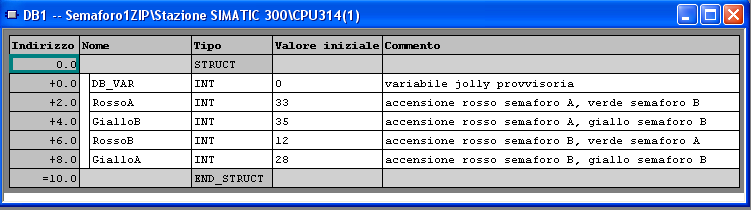 DB1 -- Semaforo1ZIP\Stazione SIMATIC 300\CPU314(1)
Indirizzo Nome Tipo Valore iniziale Commento
0.0 STRUCT
+0.0 DB_VAR INT 0 variabile jolly provvisoria
+2.0 RossoA INT 33 accensione rosso semaforo A, verde semaforo B
+4.0 GialloB INT 35 accensione rosso semaforo A, giallo semaforo B
+6.0 RossoB INT 12 accensione rosso semaforo B, verde semaforo A
+8.0 GialloA INT 28 accensione rosso semaforo B, giallo semaforo B
=10.0 END_STRUCT